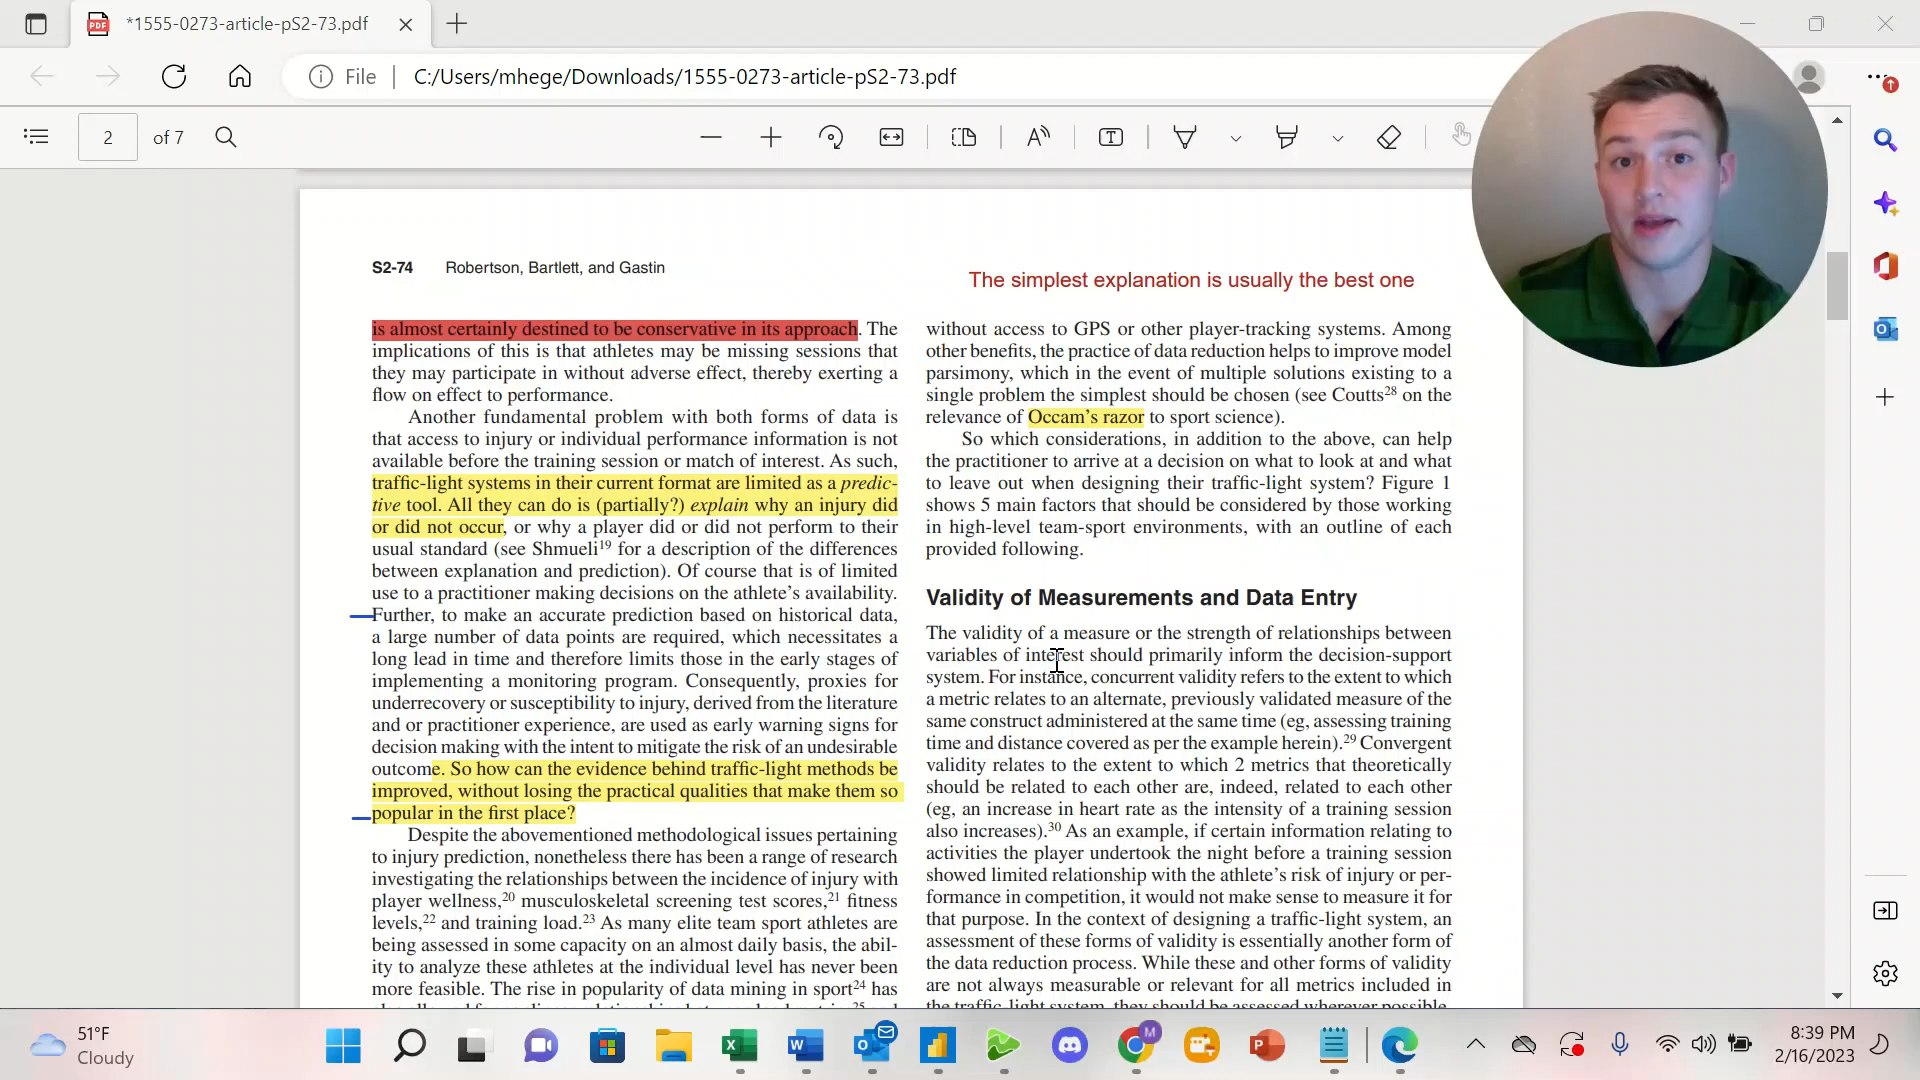 *1555-0273-article-pS2-73.pdf
File
C:/Users/mhege/Downloads/1555-0273-article-pS2-73.pdf
2
of 7
S2-74 Robertson, Bartlett, and Gastin
The simplest explanation is usually the best one
is almost certainly destined to be conservative in its approach. The
implications of this is that athletes may be missing sessions that
they may participate in without adverse effect, thereby exerting a
flow on effect to performance.
Another fundamental problem with both forms of data is
that access to injury or individual performance information is not
available before the training session or match of interest. As such,
traffic-light systems in their current format are limited as a predic-
tive tool. All they can do is (partially?) explain why an injury did
or did not occur, or why a player did or did not perform to their
usual standard (see Shmueli19 for a description of the differences
between explanation and prediction). Of course that is of limited
use to a practitioner making decisions on the athlete's availability.
Further, to make an accurate prediction based on historical data,
a large number of data points are required, which necessitates a
long lead in time and therefore limits those in the early stages of
implementing a monitoring program. Consequently, proxies for
underrecovery or susceptibility to injury, derived from the literature
and or practitioner experience, are used as early warning signs for
decision making with the intent to mitigate the risk of an undesirable
outcome. So how can the evidence behind traffic-light methods be
improved, without losing the practical qualities that make them so
popular in the first place?
Despite the abovementioned methodological issues pertaining
to injury prediction, nonetheless there has been a range of research
investigating the relationships between the incidence of injury with
player wellness,20 musculoskeletal screening test scores,21 fitness
levels,22 and training load.23 As many elite team sport athletes are
being assessed in some capacity on an almost daily basis, the abil-
ity to analyze these athletes at the individual level has never been
more feasible. The rise in popularity of data mining in sport24 has
without access to GPS or other player-tracking systems. Among
other benefits, the practice of data reduction helps to improve model
parsimony, which in the event of multiple solutions existing to a
single problem the simplest should be chosen (see Coutts28 on the
relevance of Occam's razor to sport science).
So which considerations, in addition to the above, can help
the practitioner to arrive at a decision on what to look at and what
to leave out when designing their traffic-light system? Figure 1
shows 5 main factors that should be considered by those working
in high-level team-sport environments, with an outline of each
provided following.
Validity of Measurements and Data Entry
The validity of a measure or the strength of relationships between
variables of interest should primarily inform the decision-support
system. For instance, concurrent validity refers to the extent to which
a metric relates to an alternate, previously validated measure of the
same construct administered at the same time (eg, assessing training
time and distance covered as per the example herein).29 Convergent
validity relates to the extent to which 2 metrics that theoretically
should be related to each other are, indeed, related to each other
(eg, an increase in heart rate as the intensity of a training session
also increases).30 As an example, if certain information relating to
activities the player undertook the night before a training session
showed limited relationship with the athlete's risk of injury or per-
formance in competition, it would not make sense to measure it for
that purpose. In the context of designing a traffic-light system, an
assessment of these forms of validity is essentially another form of
the data reduction process. While these and other forms of validity
are not always measurable or relevant for all metrics included in
the traffic-light system, they should be assessed wherever possible.
51°F
Cloudy
8:39 PM
2/16/2023